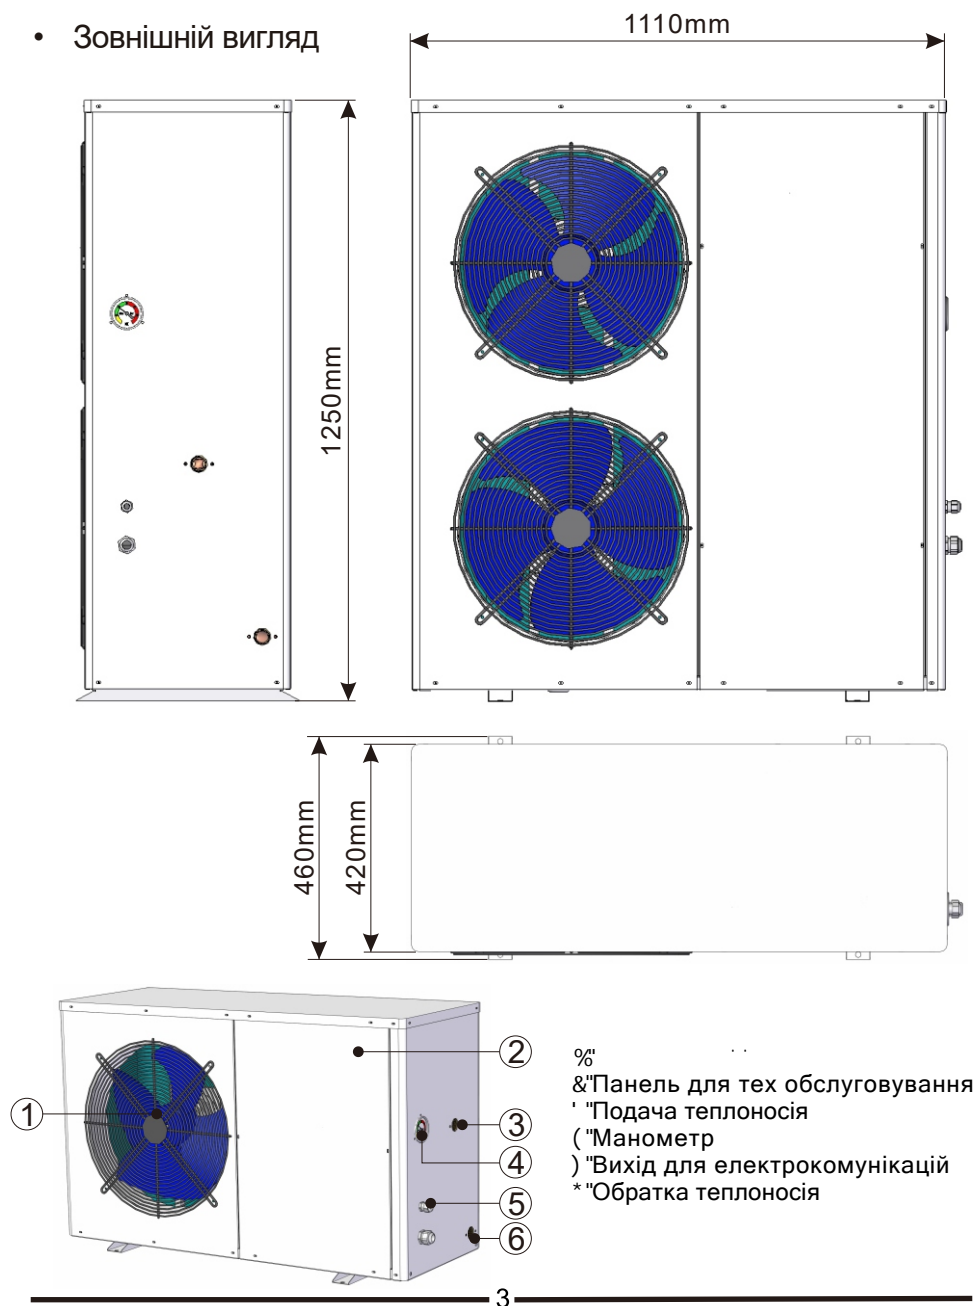 • Зовнішній вигляд
1110mm
1250mm
460mm
420mm
1
2
3
4
5
6
%"
&"Панель для тех обслуговування
'"Подача теплоносія
("Манометр
)"Вихід для електрокомунікацій
*"Обратка теплоносія
3